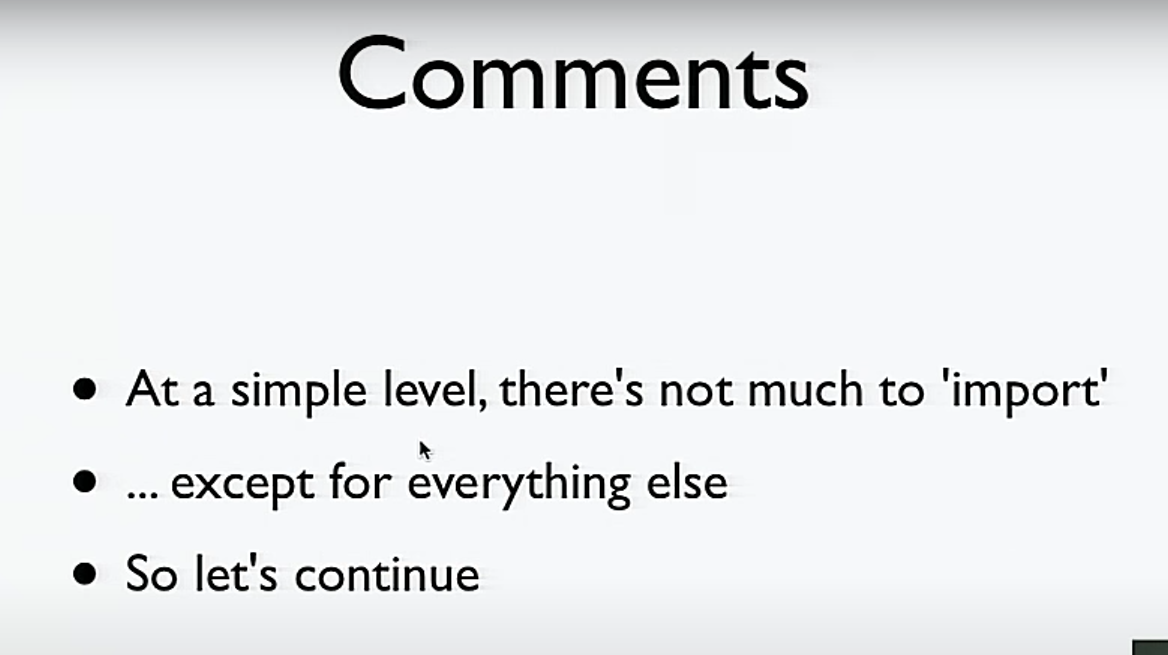 Comments
• At a simple level, there's not much to 'import'
• ... except for everything else
• So let's continue